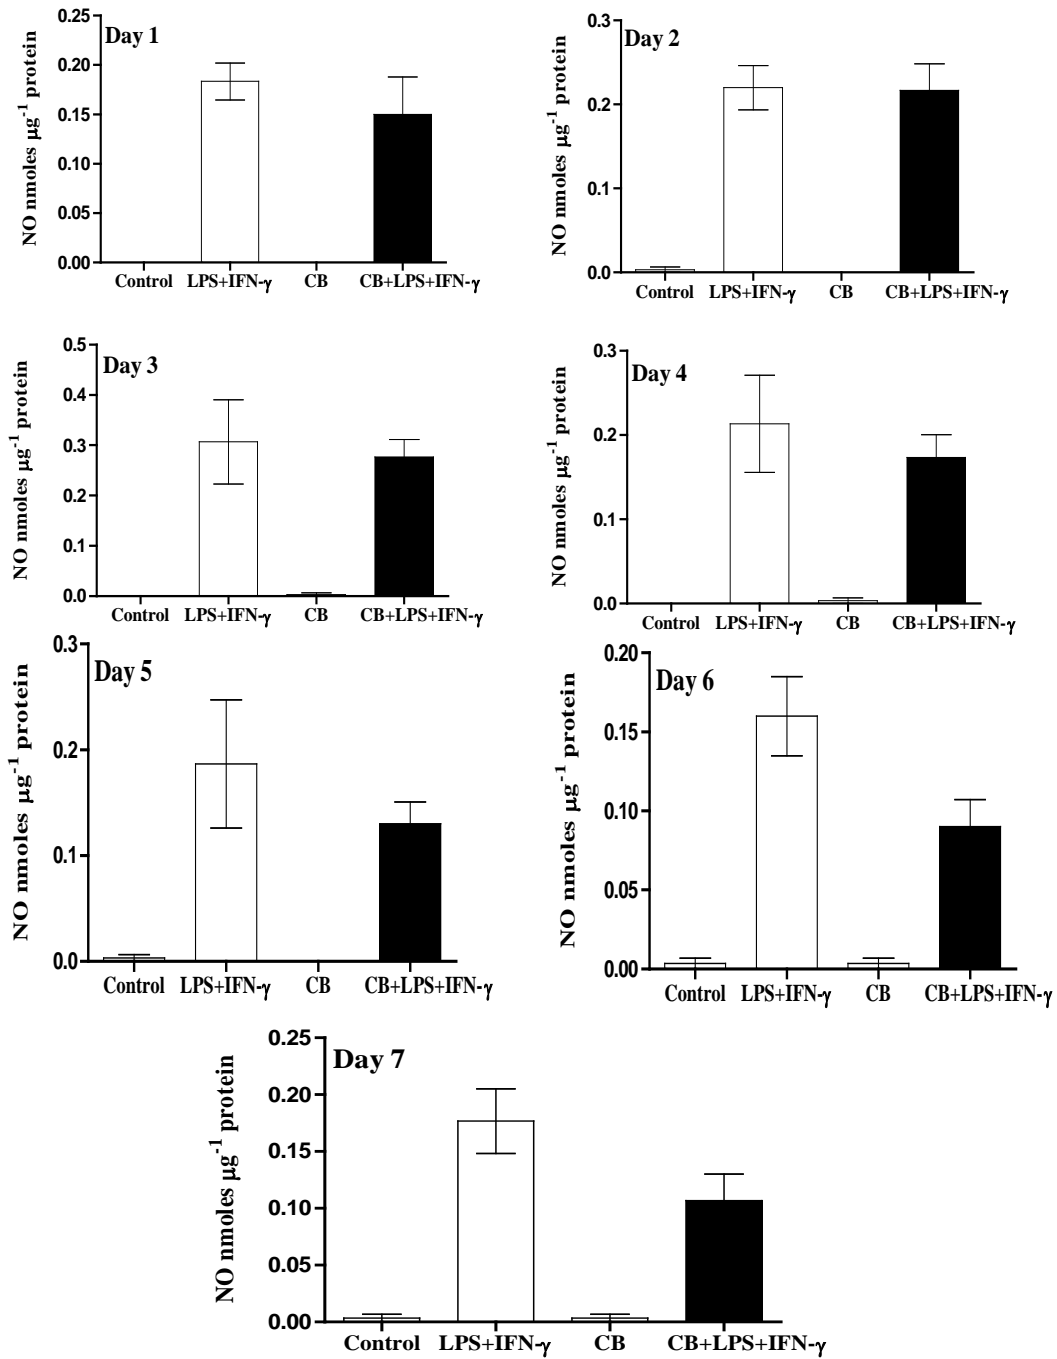 Day 1
NO nmoles µg⁻¹ protein
0.25
0.20
0.15
0.10
0.05
0.00
Control LPS+IFN-γ CB CB+LPS+IFN-γ
Day 2
NO nmoles µg⁻¹ protein
0.3
0.2
0.1
0.0
Control LPS+IFN-γ CB CB+LPS+IFN-γ
Day 3
NO nmoles µg⁻¹ protein
0.5
0.4
0.3
0.2
0.1
0.0
Control LPS+IFN-γ CB CB+LPS+IFN-γ
Day 4
NO nmoles µg⁻¹ protein
0.3
0.2
0.1
0.0
Control LPS+IFN-γ CB CB+LPS+IFN-γ
Day 5
NO nmoles µg⁻¹ protein
0.3
0.2
0.1
0.0
Control LPS+IFN-γ CB CB+LPS+IFN-γ
Day 6
NO nmoles µg⁻¹ protein
0.20
0.15
0.10
0.05
0.00
Control LPS+IFN-γ CB CB+LPS+IFN-γ
Day 7
NO nmoles µg⁻¹ protein
0.25
0.20
0.15
0.10
0.05
0.00
Control LPS+IFN-γ CB CB+LPS+IFN-γ